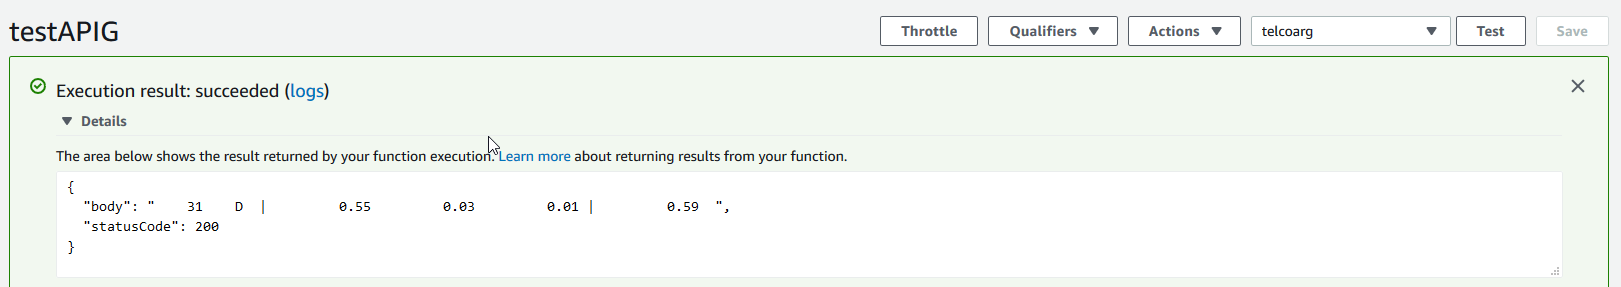 testAPIG
Throttle Qualifiers Actions telcoarg Test Save
Execution result: succeeded (logs)
Details
The area below shows the result returned by your function execution. Learn more about returning results from your function.
{
  "body": "    31    D  |         0.55         0.03         0.01 |         0.59  ",
  "statusCode": 200
}